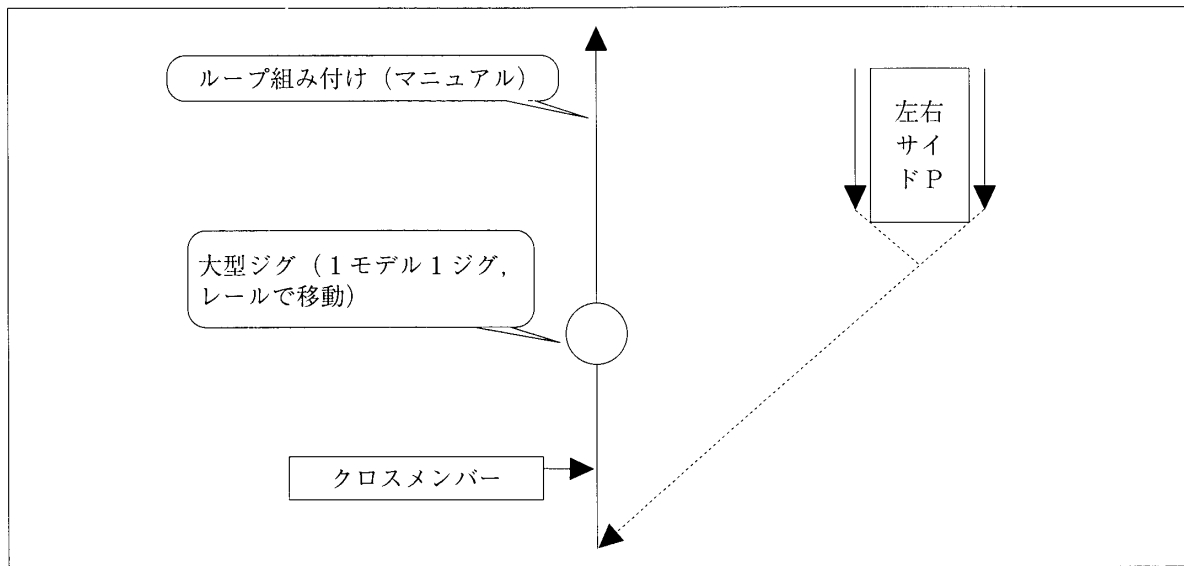 ループ組み付け（マニュアル）
左右
サイ
ドＰ
大型ジグ（１モデル１ジグ，
レールで移動）
クロスメンバー